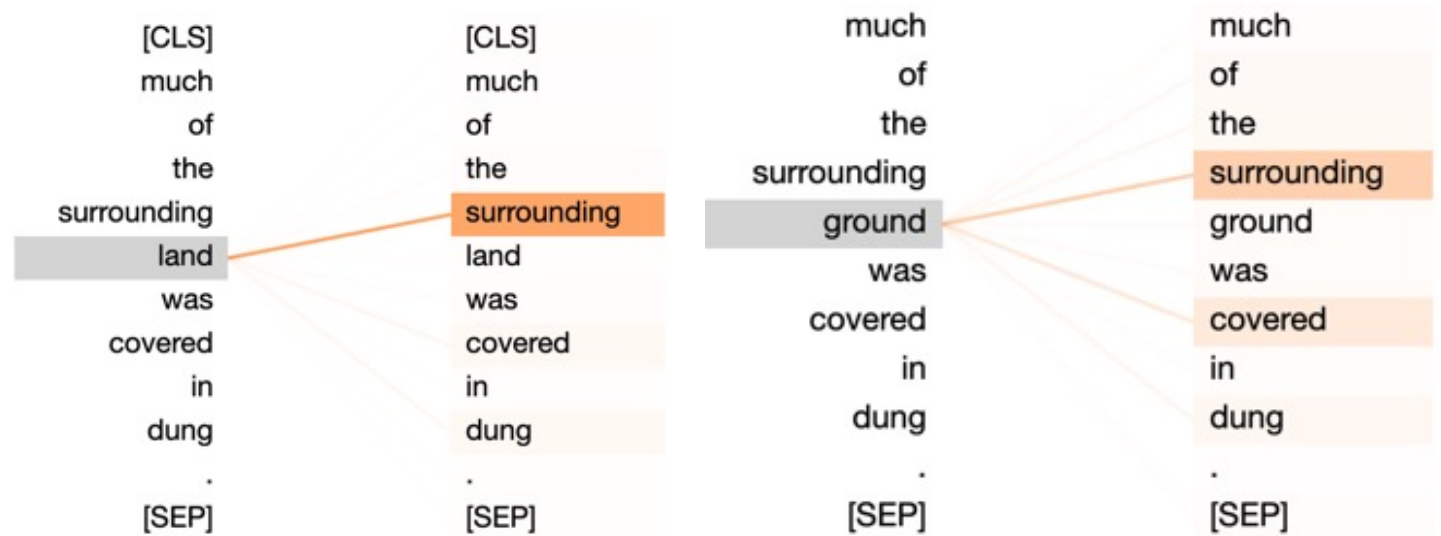 [CLS] [CLS]
much much
of of
the the
surrounding surrounding
land land
was was
covered covered
in in
dung dung
. .
[SEP] [SEP]
much much
of of
the the
surrounding surrounding
ground ground
was was
covered covered
in in
dung dung
. .
[SEP] [SEP]